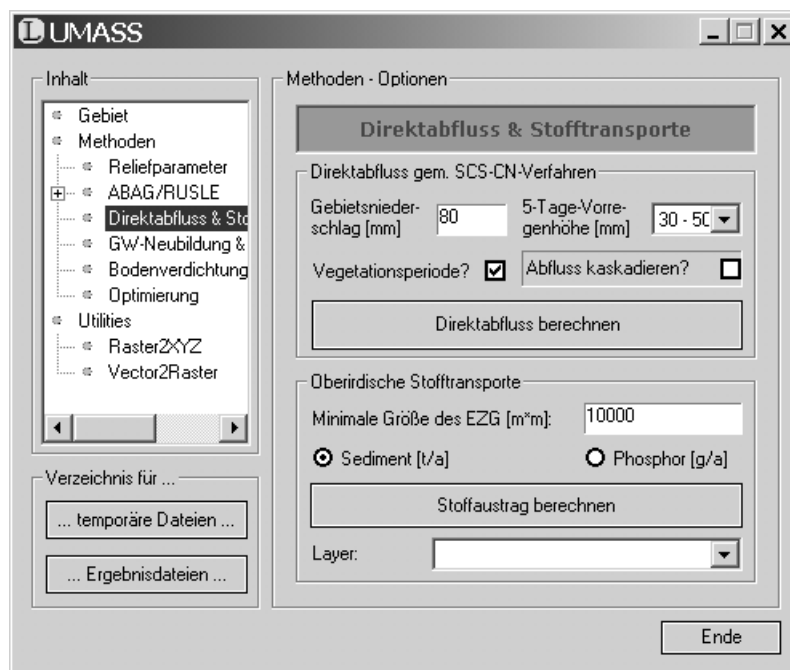 UMASS
Inhalt
Gebiet
Methoden
Reliefparameter
ABAG/RUSLE
Direktabfluss & Sto
GW-Neubildung &
Bodenverdichtung
Optimierung
Utilities
Raster2XYZ
Vector2Raster
Verzeichnis für ...
... temporäre Dateien ...
... Ergebnisdateien ...
Methoden - Optionen
Direktabfluss & Stofftransporte
Direktabfluss gem. SCS-CN-Verfahren
Gebietsnieder-
schlag [mm]
80
5-Tage-Vorre-
genhöhe [mm]
30 - 50
Vegetationsperiode?
Abfluss kaskadieren?
Direktabfluss berechnen
Oberirdische Stofftransporte
Minimale Größe des EZG [m*m]:
10000
Sediment [t/a]
Phosphor [g/a]
Stoffaustrag berechnen
Layer:
Ende